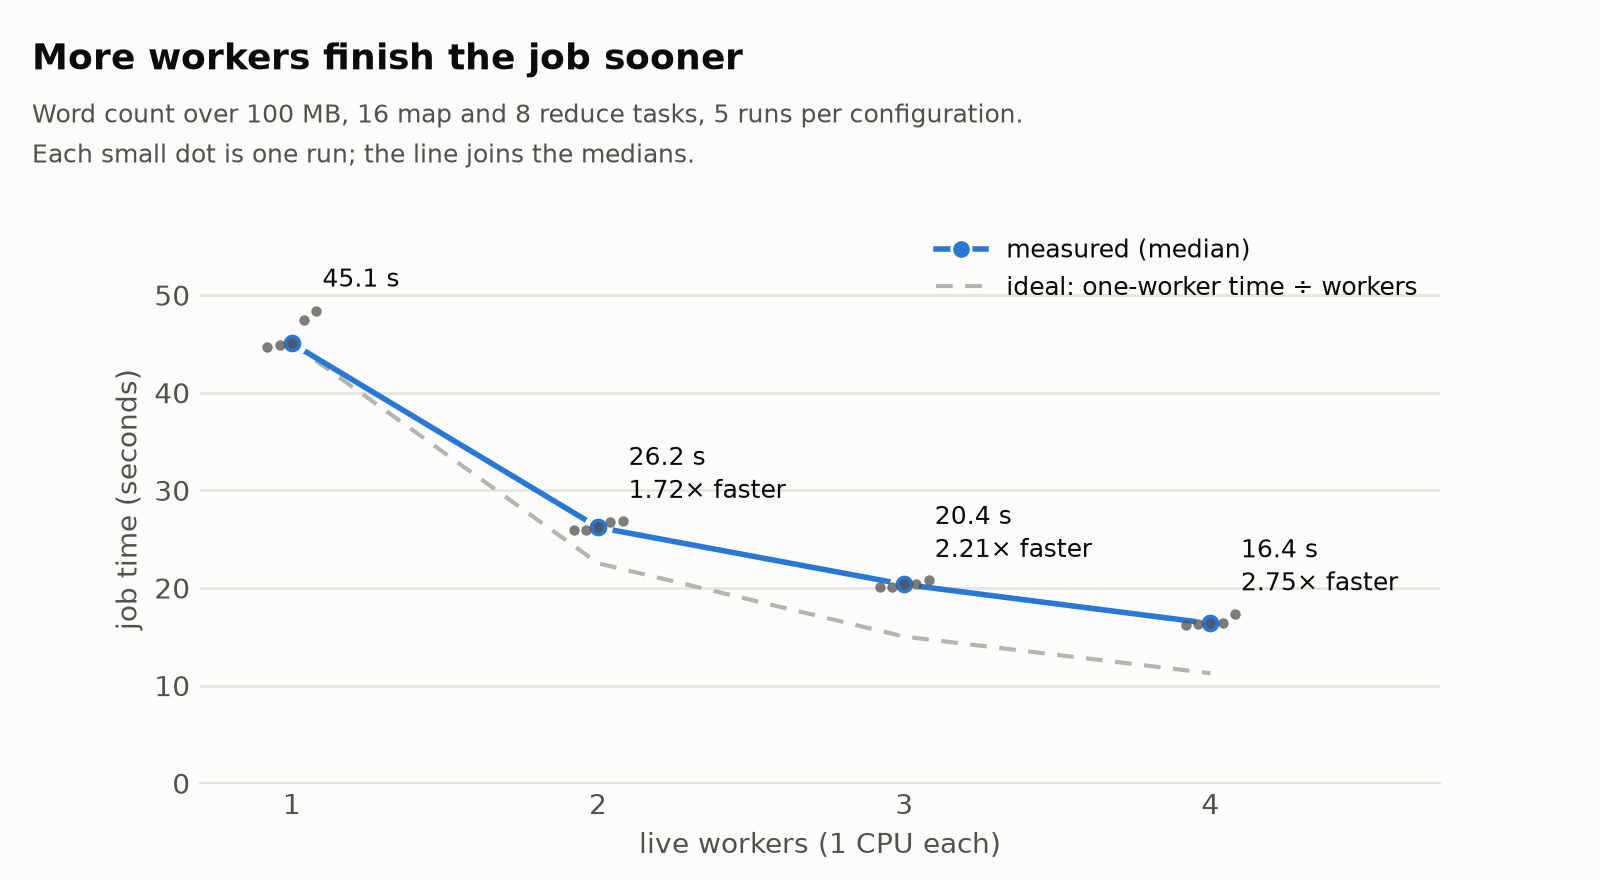 More workers finish the job sooner
Word count over 100 MB, 16 map and 8 reduce tasks, 5 runs per configuration.
Each small dot is one run; the line joins the medians.
measured (median)
ideal: one-worker time ÷ workers
45.1 s
26.2 s
1.72× faster
20.4 s
2.21× faster
16.4 s
2.75× faster
job time (seconds)
50
40
30
20
10
0
1
2
3
4
live workers (1 CPU each)